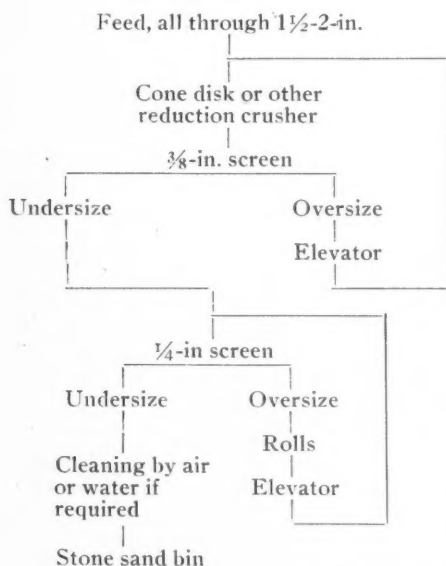 Feed, all through 1½-2-in.
Cone disk or other
reduction crusher
⅜-in. screen
Undersize Oversize
Elevator
¼-in screen
Undersize Oversize
Rolls
Cleaning by air
or water if
required
Elevator
Stone sand bin